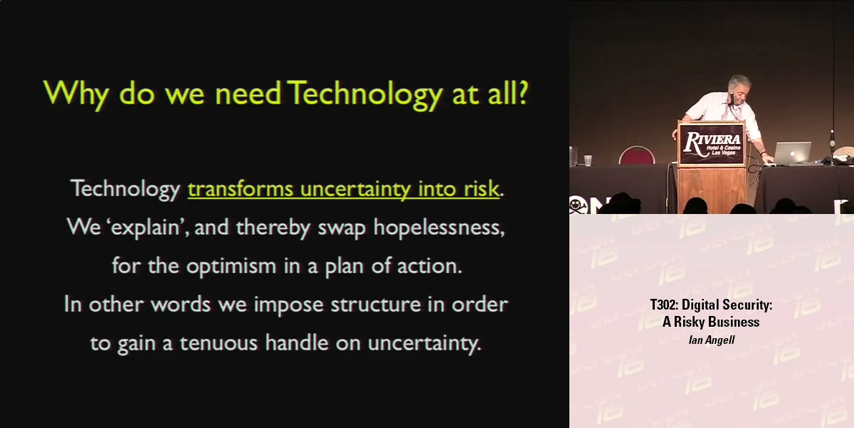 Why do we need Technology at all?
Technology transforms uncertainty into risk.
We ‘explain’, and thereby swap hopelessness,
for the optimism in a plan of action.
In other words we impose structure in order
to gain a tenuous handle on uncertainty.
RIVIERA
Hotel & Casino
Las Vegas
T302: Digital Security:
A Risky Business
Ian Angell